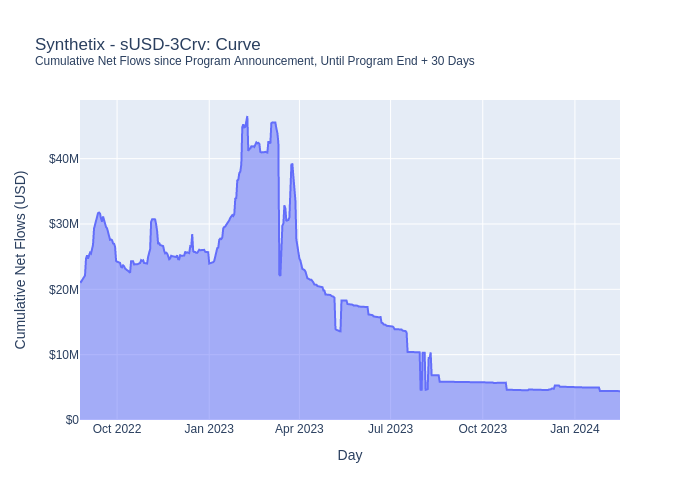 Synthetix - sUSD-3Crv: Curve
Cumulative Net Flows since Program Announcement, Until Program End + 30 Days
Cumulative Net Flows (USD)
$40M
$30M
$20M
$10M
$0
Oct 2022
Jan 2023
Apr 2023
Jul 2023
Oct 2023
Jan 2024
Day